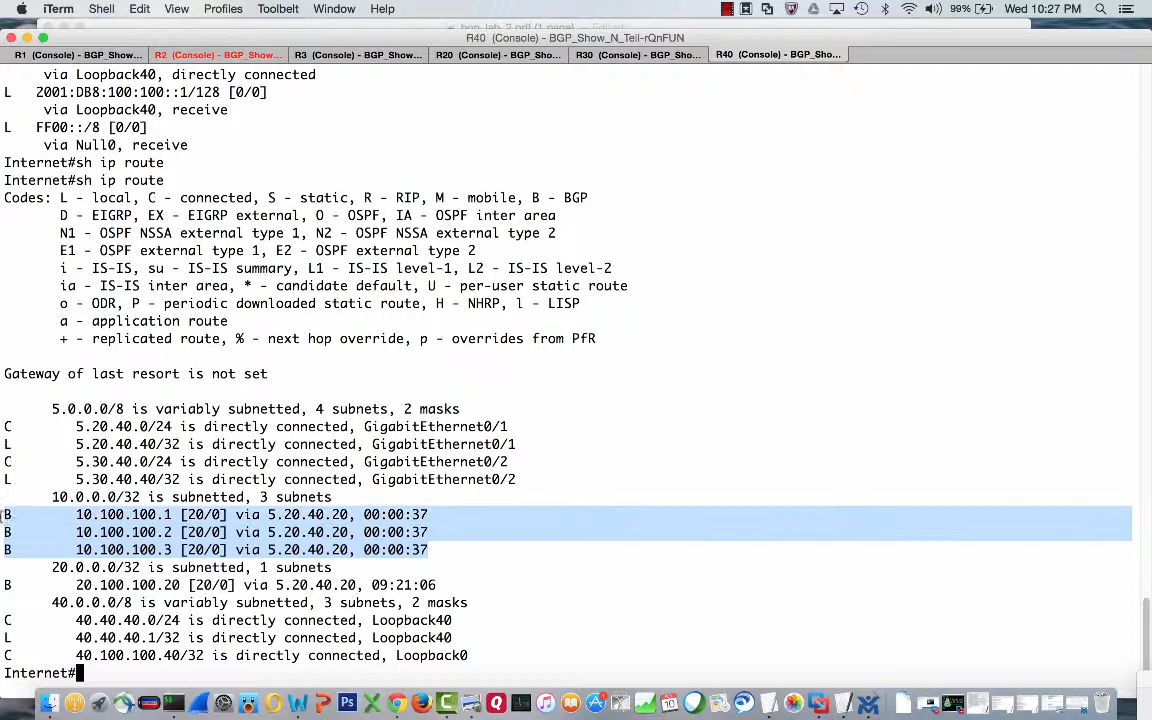 iTerm Shell Edit View Profiles Toolbelt Window Help 99% Wed 10:27 PM
R40 (Console) - BGP_Show_N_Tell-rQnFUN
R1 (Console) - BGP_Show... R2 (Console) - BGP_Show... R3 (Console) - BGP_Show... R20 (Console) - BGP_Sho... R30 (Console) - BGP_Sho... R40 (Console) - BGP_Sho...
via Loopback40, directly connected
L 2001:DB8:100:100::1/128 [0/0]
via Loopback40, receive
L FF00::/8 [0/0]
via Null0, receive
Internet#sh ip route
Internet#sh ip route
Codes: L - local, C - connected, S - static, R - RIP, M - mobile, B - BGP
D - EIGRP, EX - EIGRP external, O - OSPF, IA - OSPF inter area
N1 - OSPF NSSA external type 1, N2 - OSPF NSSA external type 2
E1 - OSPF external type 1, E2 - OSPF external type 2
i - IS-IS, su - IS-IS summary, L1 - IS-IS level-1, L2 - IS-IS level-2
ia - IS-IS inter area, * - candidate default, U - per-user static route
o - ODR, P - periodic downloaded static route, H - NHRP, l - LISP
a - application route
+ - replicated route, % - next hop override, p - overrides from PfR
Gateway of last resort is not set
5.0.0.0/8 is variably subnetted, 4 subnets, 2 masks
C 5.20.40.0/24 is directly connected, GigabitEthernet0/1
L 5.20.40.40/32 is directly connected, GigabitEthernet0/1
C 5.30.40.0/24 is directly connected, GigabitEthernet0/2
L 5.30.40.40/32 is directly connected, GigabitEthernet0/2
10.0.0.0/32 is subnetted, 3 subnets
B 10.100.100.1 [20/0] via 5.20.40.20, 00:00:37
B 10.100.100.2 [20/0] via 5.20.40.20, 00:00:37
B 10.100.100.3 [20/0] via 5.20.40.20, 00:00:37
20.0.0.0/32 is subnetted, 1 subnets
B 20.100.100.20 [20/0] via 5.20.40.20, 09:21:06
40.0.0.0/8 is variably subnetted, 3 subnets, 2 masks
C 40.40.40.0/24 is directly connected, Loopback40
L 40.40.40.1/32 is directly connected, Loopback40
C 40.100.100.40/32 is directly connected, Loopback0
Internet#